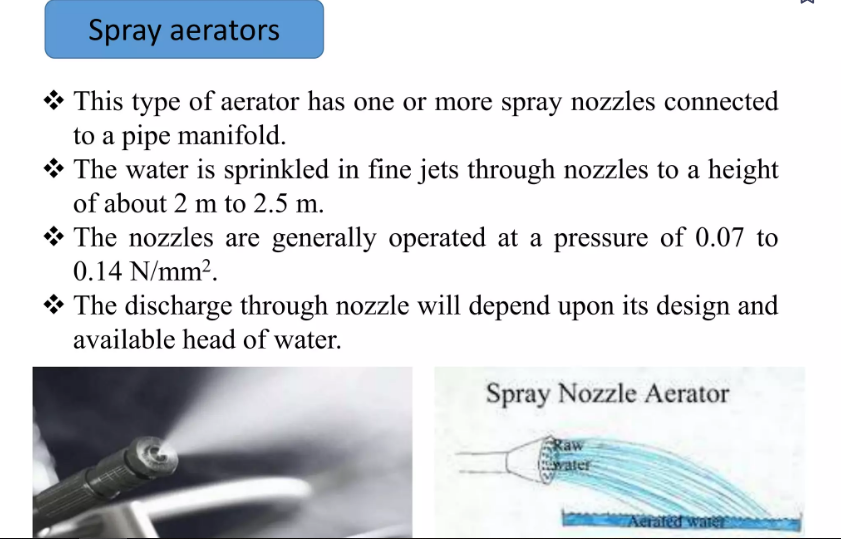 Spray aerators
❖ This type of aerator has one or more spray nozzles connected
to a pipe manifold.
❖ The water is sprinkled in fine jets through nozzles to a height
of about 2 m to 2.5 m.
❖ The nozzles are generally operated at a pressure of 0.07 to
0.14 N/mm².
❖ The discharge through nozzle will depend upon its design and
available head of water.
Spray Nozzle Aerator
Raw
water
Aerated water